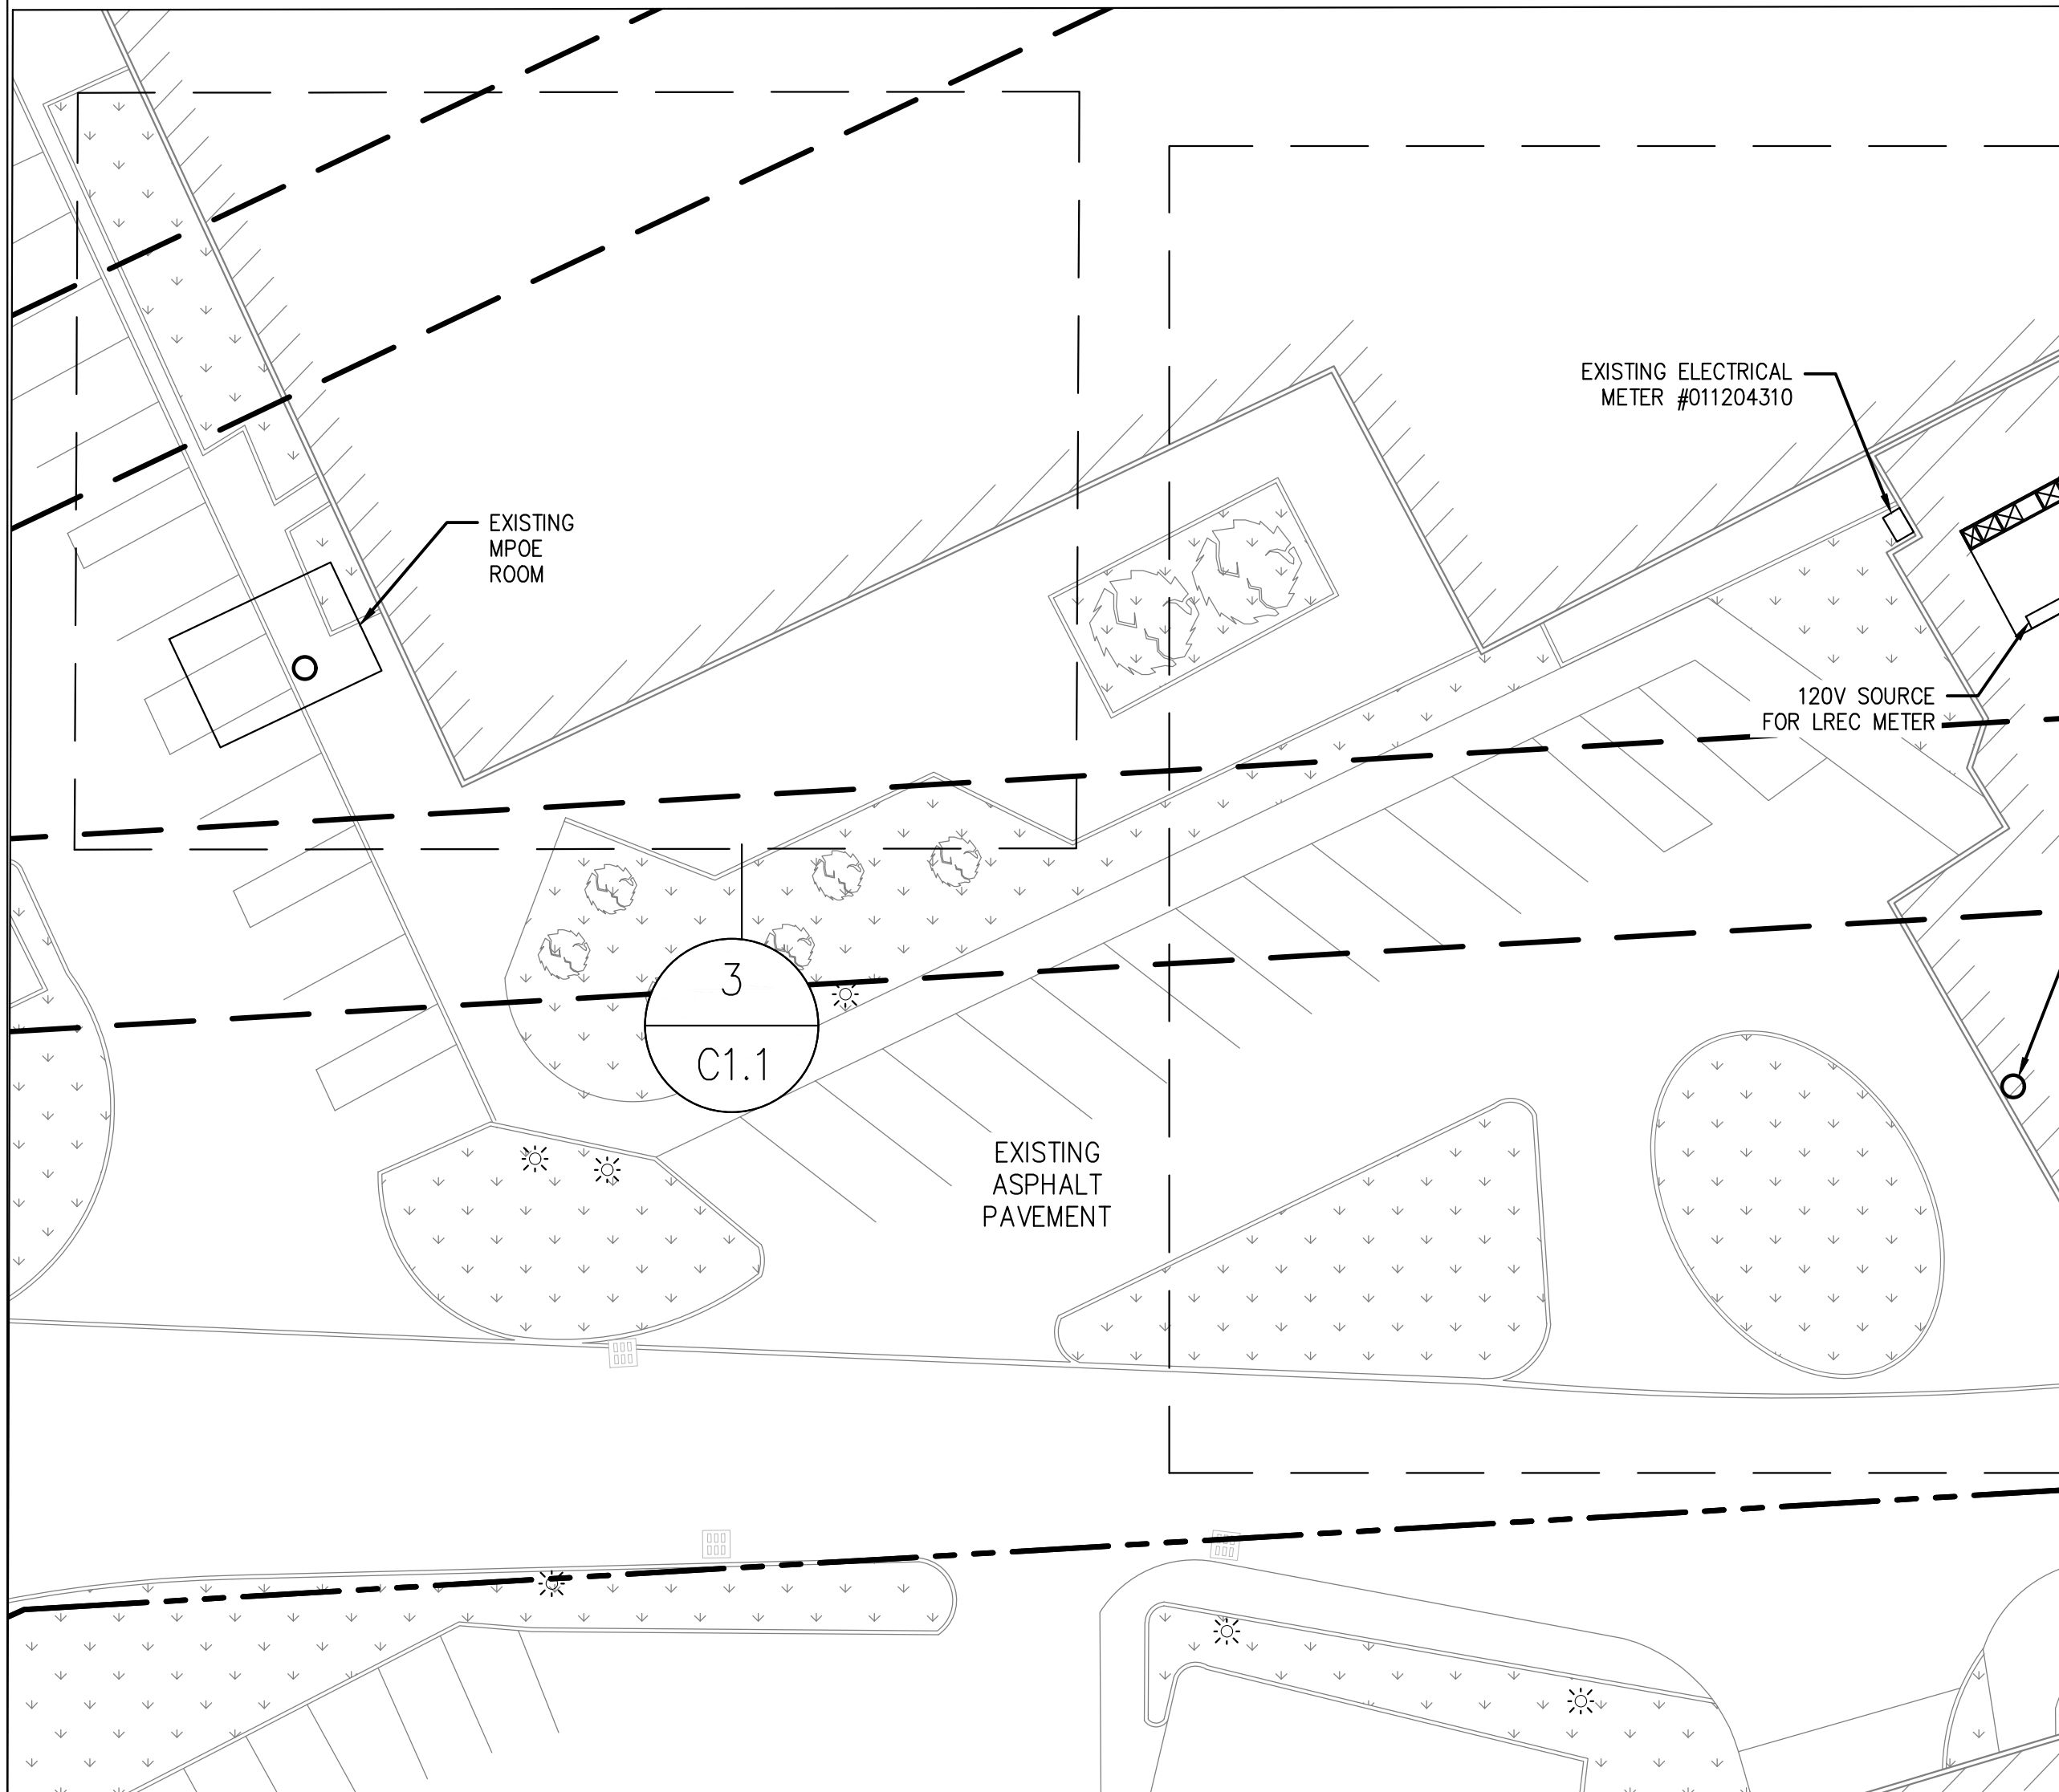 EXISTING ELECTRICAL
METER #011204310
EXISTING
MPOE
ROOM
120V SOURCE
FOR LREC METER
3
C1.1
EXISTING
ASPHALT
PAVEMENT